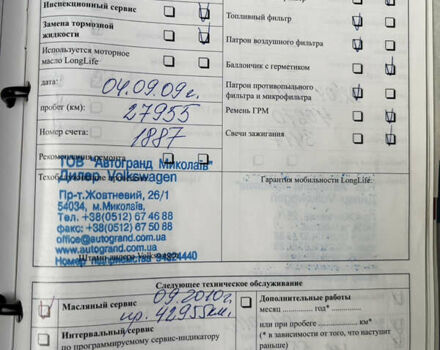 Инспекционный сервис
Замена тормозной
жидкости
Используется моторное
масло LongLife
дата: 04.09.09г.
пробег (км): 27955
Номер счета: 1887
Рекомендации ремонта
Техобслуживание
ТОВ "Автогранд Миколаїв"
Дилер Volkswagen
Пр-т.Жовтневий, 26/1
54034, м.Миколаїв,
Тел. +38(0512) 67 46 88
факс: +38(0512) 67 50 88
office@autogrand.com.ua
www.autogrand.com.ua
Штамп дилера Volkswagen
Топливный фильтр
Патрон воздушного фильтра
Баллончик с герметиком
Патрон противопыльного
фильтра и микрофильтра
Ремень ГРМ
Свечи зажигания
Гарантия мобильности LongLife:
Следующее техническое обслуживание
Масляный сервис 09.2010г.
пр. 42955км.
Интервальный сервис
по программируемому сервис-индикатору
Дополнительные работы
месяц год*
или при пробеге км*
(* в зависимости от того, что наступит
раньше)